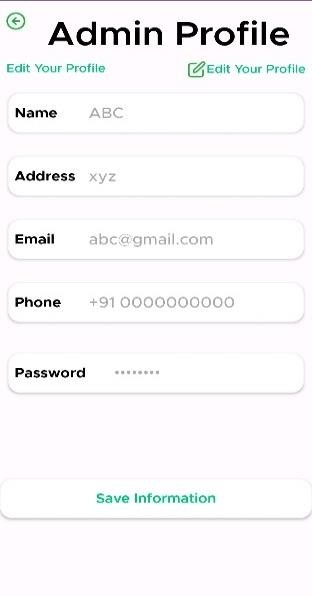 Admin Profile
Edit Your Profile Edit Your Profile
Name ABC
Address xyz
Email abc@gmail.com
Phone +91 0000000000
Password ••••••••
Save Information